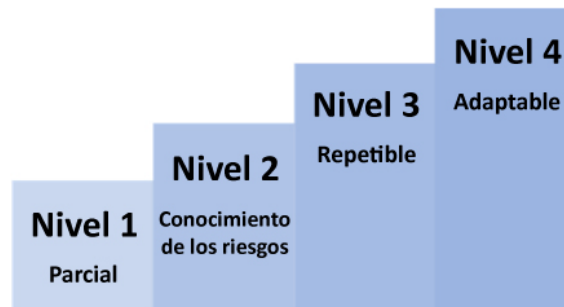 Nivel 1
Parcial
Nivel 2
Conocimiento
de los riesgos
Nivel 3
Repetible
Nivel 4
Adaptable